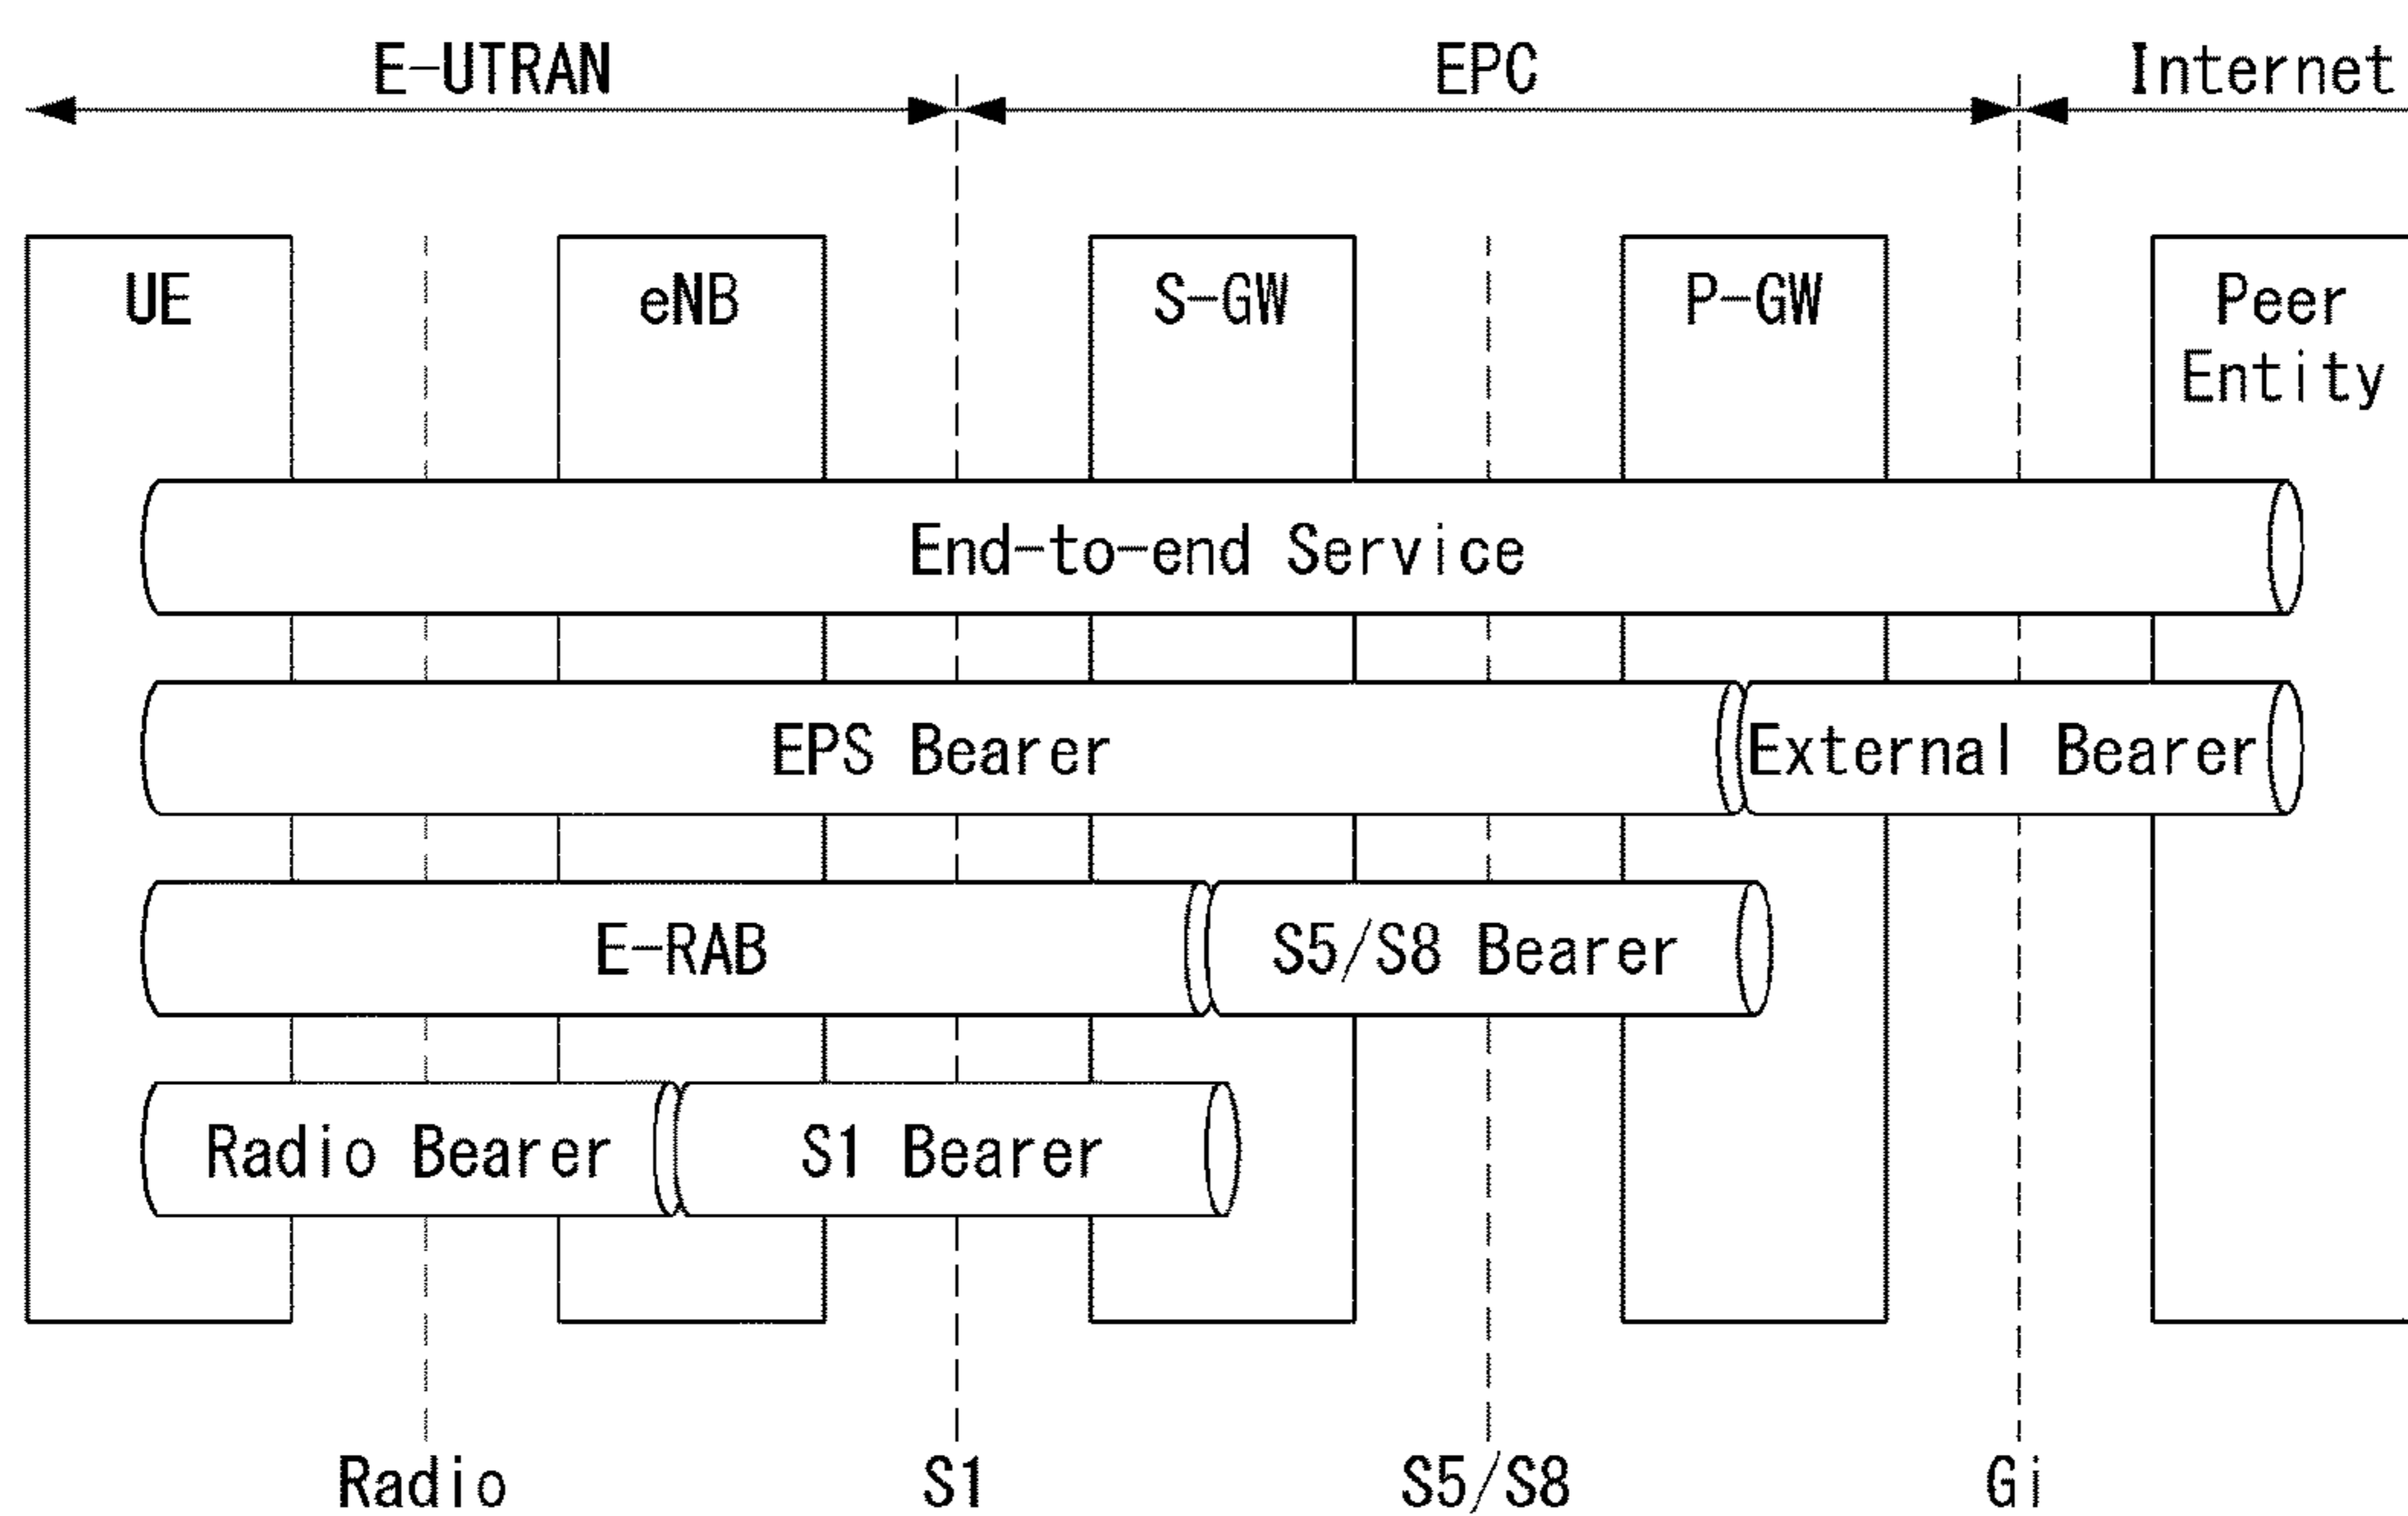 E-UTRAN
EPC
Internet
UE
eNB
S-GW
P-GW
Peer
Entity
End-to-end Service
EPS Bearer
External Bearer
E-RAB
S5/S8 Bearer
Radio Bearer
S1 Bearer
Radio
S1
S5/S8
Gi